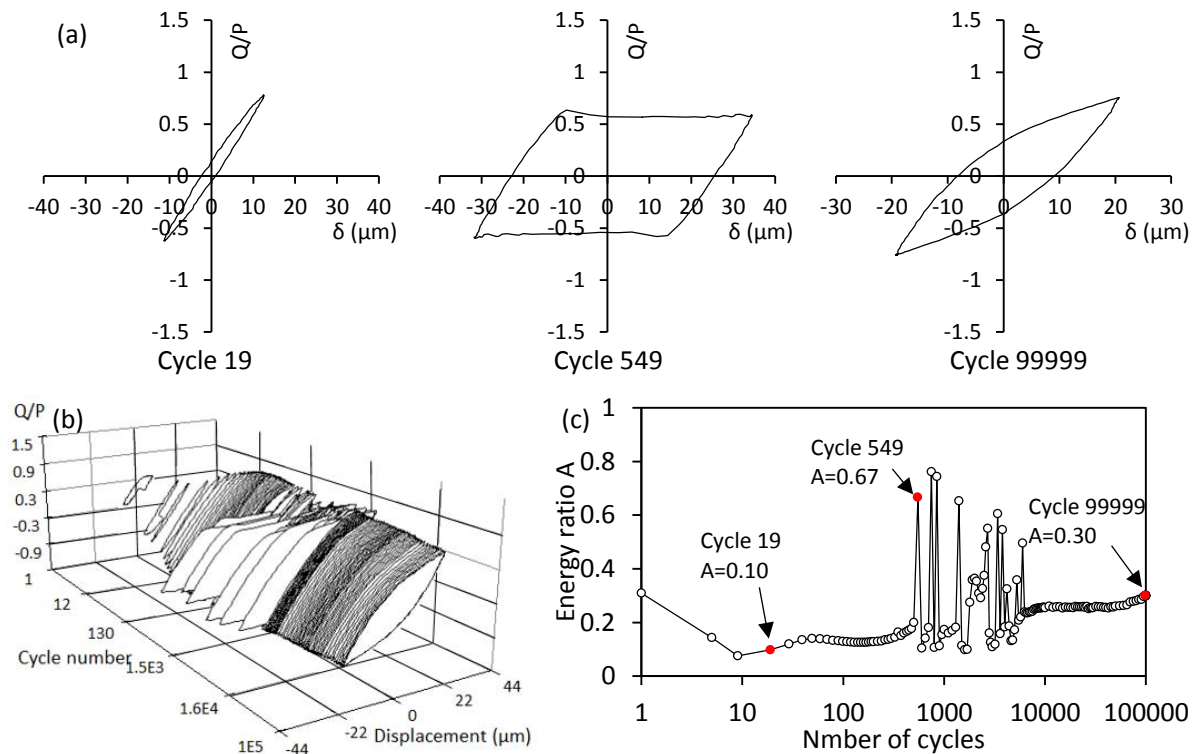 (a)
Q/P Q/P Q/P
1.5 1.5 1.5
1 1 1
0.5 0.5 0.5
0 0 0
-40 -30 -20 -10 0 10 20 30 40
-40 -30 -20 -10 0 10 20 30 40
-30 -20 -10 0 10 20 30
δ (µm) δ (µm) δ (µm)
-0.5 -0.5 -0.5
-1 -1 -1
-1.5 -1.5 -1.5
Cycle 19 Cycle 549 Cycle 99999
(b)
Q/P
1.5
0.9
0.3
-0.3
-0.9
1
12
130
1.5E3
1.6E4
1E5
Cycle number
-44
-22
0
22
44
Displacement (µm)
(c)
Energy ratio A
1
0.8
0.6
0.4
0.2
0
Cycle 549
A=0.67
Cycle 19
A=0.10
Cycle 99999
A=0.30
1 10 100 1000 10000 100000
Nmber of cycles